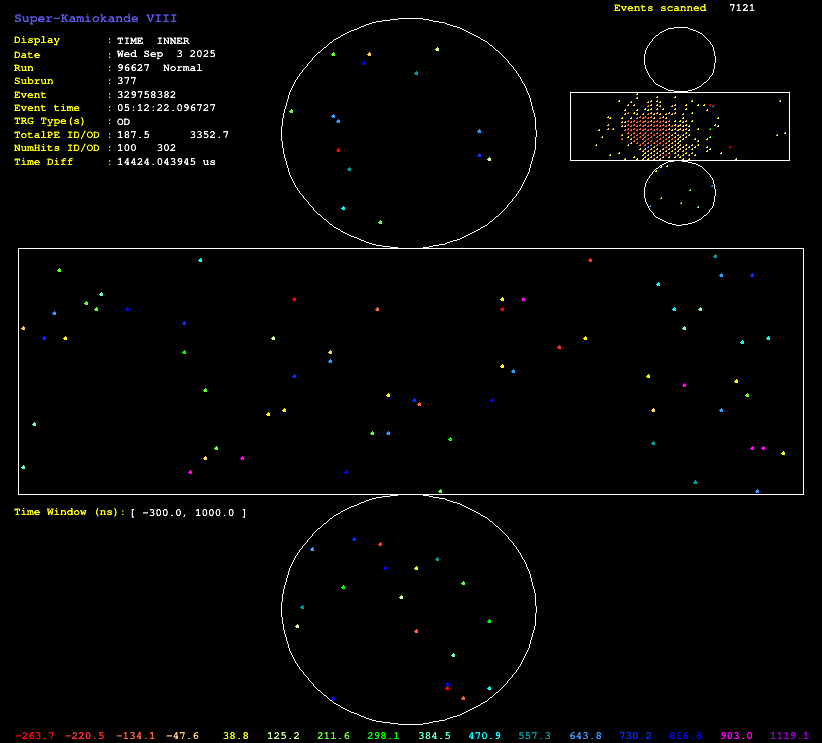 Events scanned 7121
Super-Kamiokande VIII
Display : TIME INNER
Date : Wed Sep 3 2025
Run : 96627 Normal
Subrun : 377
Event : 329758382
Event time : 05:12:22.096727
TRG Type(s) : OD
TotalPE ID/OD : 187.5 3352.7
NumHits ID/OD : 100 302
Time Diff : 14424.043945 us
Time Window (ns): [ -300.0, 1000.0 ]
-263.7 -220.5 -134.1 -47.6 38.8 125.2 211.6 298.1 384.5 470.9 557.3 643.8 730.2 816.6 903.0 1119.1